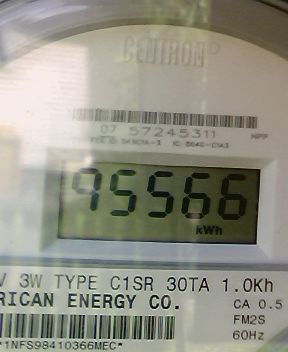 CENTRON®
07 57245311
HPP
95566
kWh
V 3W TYPE C1SR 30TA 1.0Kh
RICAN ENERGY CO.
CA 0.5
FM2S
60Hz
*1NFS98410366MEC*